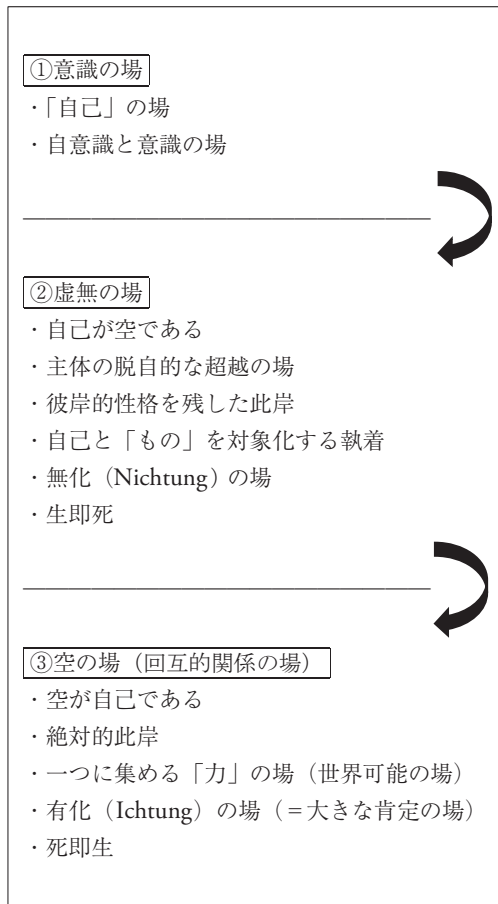 ①意識の場
・「自己」の場
・自意識と意識の場
②虚無の場
・自己が空である
・主体の脱自的な超越の場
・彼岸的性格を残した此岸
・自己と「もの」を対象化する執着
・無化（Nichtung）の場
・生即死
③空の場（回互的関係の場）
・空が自己である
・絶対的此岸
・一つに集める「力」の場（世界可能の場）
・有化（Ichtung）の場（=大きな肯定の場）
・死即生